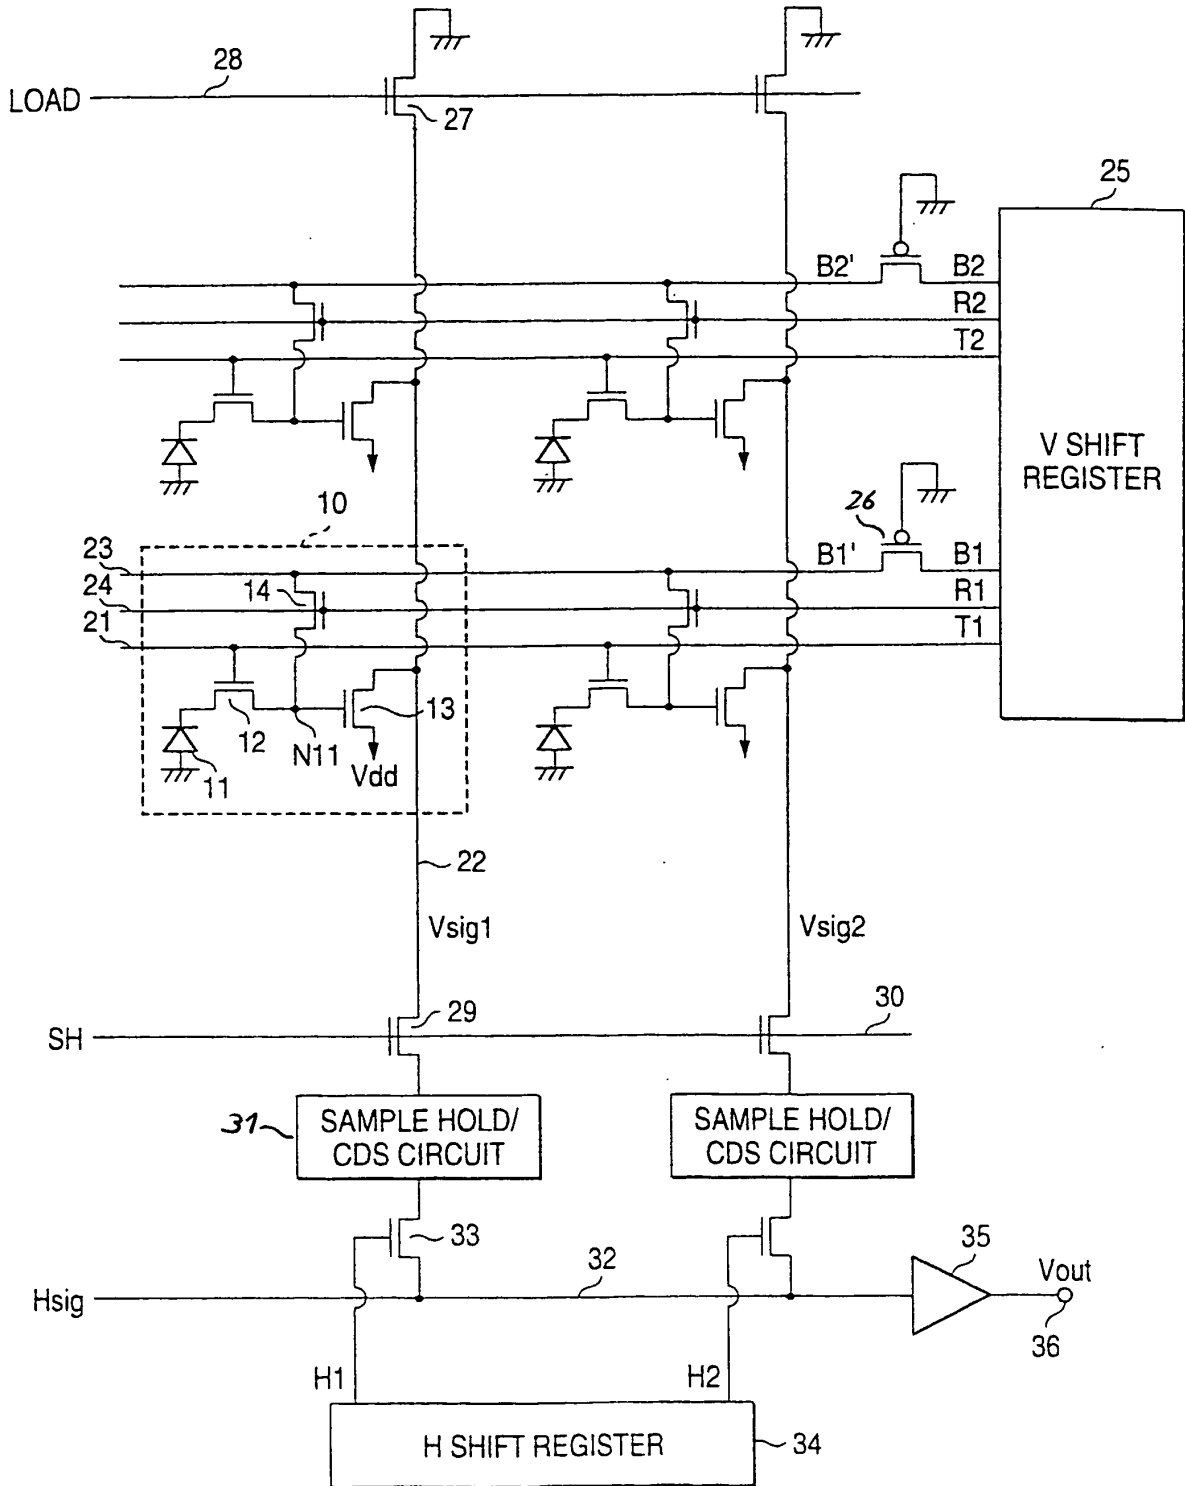 28
LOAD
27
25
B2'
B2
R2
T2
V SHIFT
REGISTER
10
26
23
B1'
B1
24
14
R1
21
T1
13
12
N11
11
Vdd
22
Vsig1
Vsig2
29
30
SH
31
SAMPLE HOLD/
CDS CIRCUIT
SAMPLE HOLD/
CDS CIRCUIT
33
35
32
Vout
Hsig
36
H1
H2
H SHIFT REGISTER
34